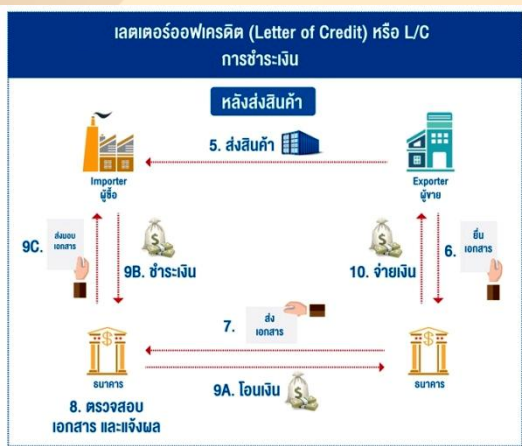 เลตเตอร์ออฟเครดิต (Letter of Credit) หรือ L/C
การชำระเงิน
หลังส่งสินค้า
5. ส่งสินค้า
Importer
ผู้ซื้อ
Exporter
ผู้ขาย
9C.
ส่งมอบ
เอกสาร
9B. ชำระเงิน
10. จ่ายเงิน
6.
ยื่น
เอกสาร
7.
ส่ง
เอกสาร
ธนาคาร
ธนาคาร
9A. โอนเงิน
8. ตรวจสอบ
เอกสาร และแจ้งผล